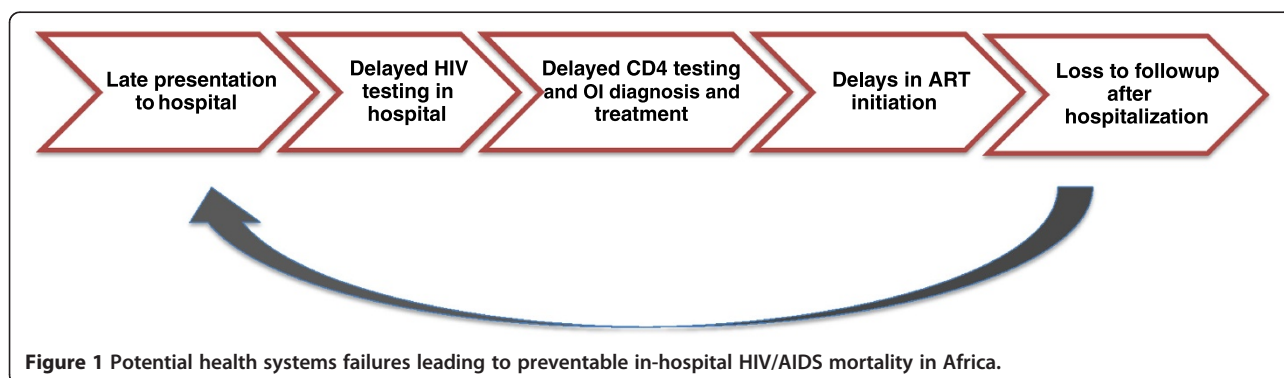 Late presentation
to hospital
Delayed HIV
testing in
hospital
Delayed CD4 testing
and OI diagnosis and
treatment
Delays in ART
initiation
Loss to followup
after
hospitalization
Figure 1 Potential health systems failures leading to preventable in-hospital HIV/AIDS mortality in Africa.